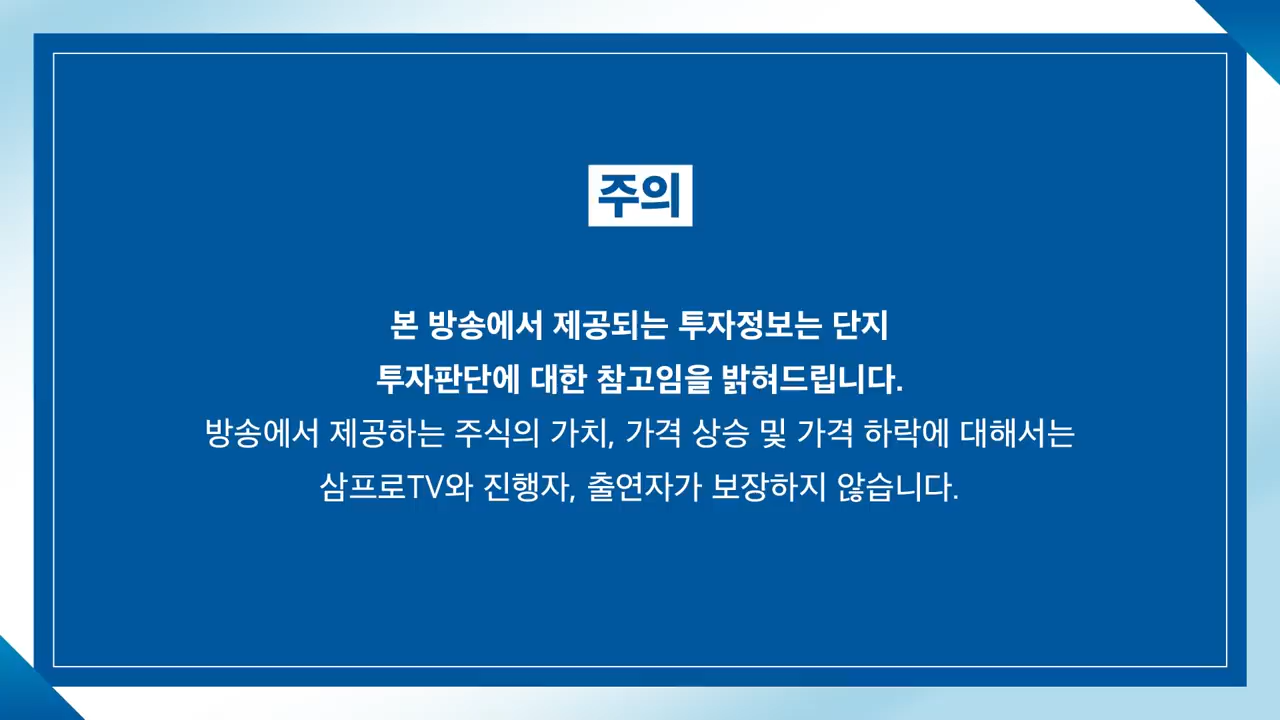 주의
본 방송에서 제공되는 투자정보는 단지
투자판단에 대한 참고임을 밝혀드립니다.
방송에서 제공하는 주식의 가치, 가격 상승 및 가격 하락에 대해서는
삼프로TV와 진행자, 출연자가 보장하지 않습니다.